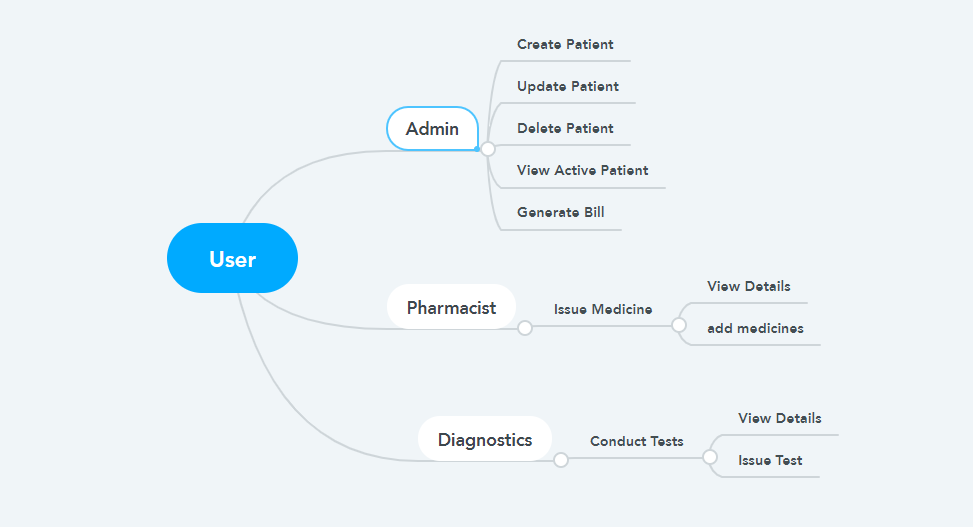 User
Admin
Create Patient
Update Patient
Delete Patient
View Active Patient
Generate Bill
Pharmacist
Issue Medicine
View Details
add medicines
Diagnostics
Conduct Tests
View Details
Issue Test